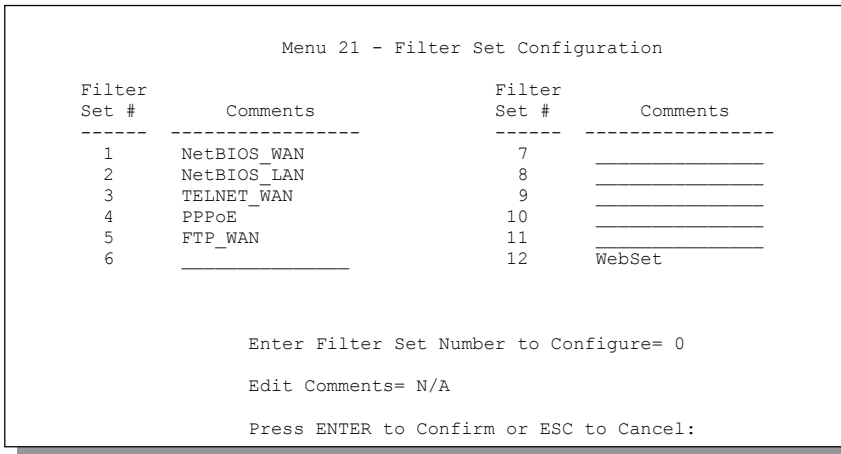 Menu 21 - Filter Set Configuration
Filter                                  Filter
Set #        Comments                   Set #        Comments
------  -----------------               ------  -----------------
1     NetBIOS_WAN                       7     _______________
2     NetBIOS_LAN                       8     _______________
3     TELNET_WAN                        9     _______________
4     PPPoE                            10     _______________
5     FTP_WAN                          11     _______________
6     _______________                  12     WebSet
Enter Filter Set Number to Configure= 0
Edit Comments= N/A
Press ENTER to Confirm or ESC to Cancel: